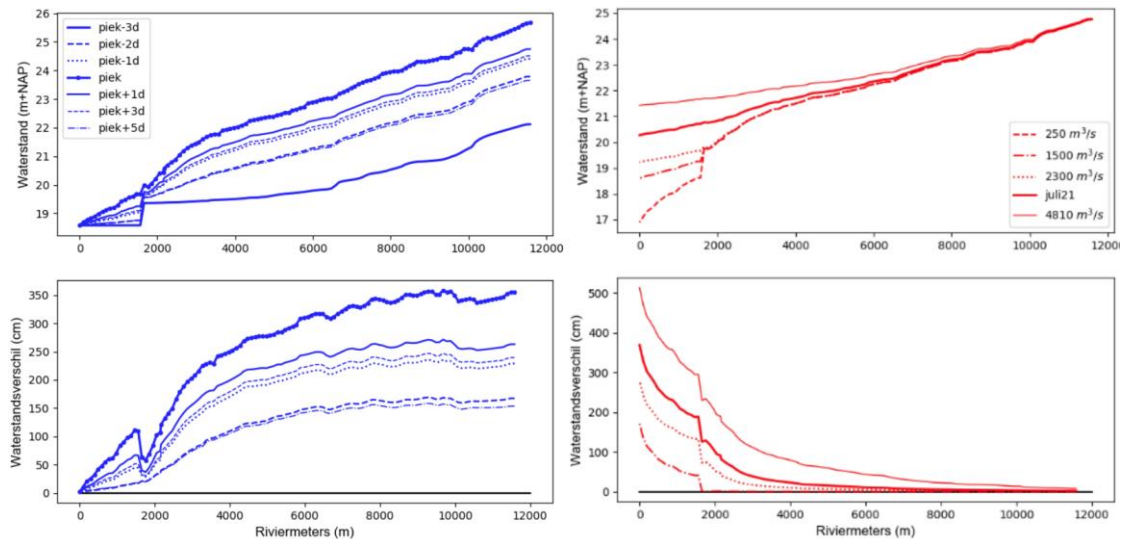 26
25
24
23
22
21
20
19
Waterstand (m+NAP)
piek-3d
piek-2d
piek-1d
piek
piek+1d
piek+3d
piek+5d
0 2000 4000 6000 8000 10000 12000
25
24
23
22
21
20
19
18
17
Waterstand (m+NAP)
250 m³/s
1500 m³/s
2300 m³/s
juli21
4810 m³/s
0 2000 4000 6000 8000 10000 12000
350
300
250
200
150
100
50
0
Waterstandsverschil (cm)
0 2000 4000 6000 8000 10000 12000
Riviermeters (m)
500
400
300
200
100
0
Waterstandsverschil (cm)
0 2000 4000 6000 8000 10000 12000
Riviermeters (m)